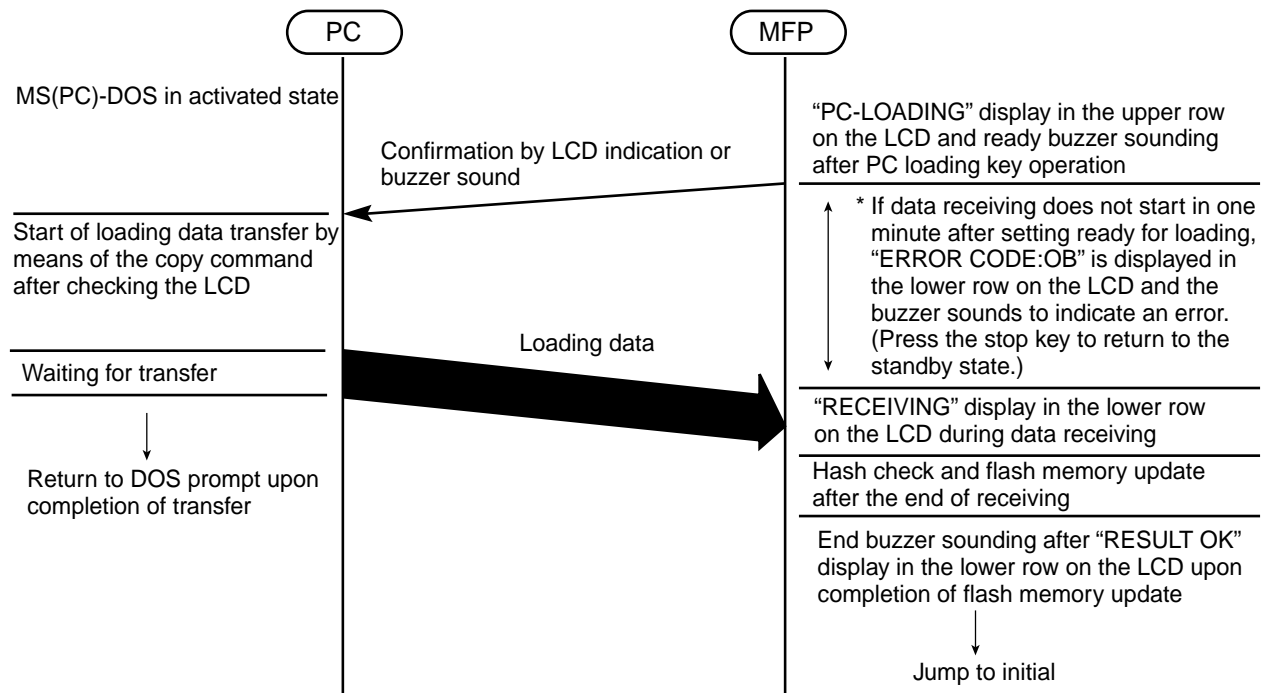 PC
MFP
MS(PC)-DOS in activated state
“PC-LOADING” display in the upper row
on the LCD and ready buzzer sounding
after PC loading key operation
Confirmation by LCD indication or
buzzer sound
* If data receiving does not start in one
minute after setting ready for loading,
“ERROR CODE:OB” is displayed in
the lower row on the LCD and the
buzzer sounds to indicate an error.
(Press the stop key to return to the
standby state.)
Start of loading data transfer by
means of the copy command
after checking the LCD
Loading data
Waiting for transfer
“RECEIVING” display in the lower row
on the LCD during data receiving
Return to DOS prompt upon
completion of transfer
Hash check and flash memory update
after the end of receiving
End buzzer sounding after “RESULT OK”
display in the lower row on the LCD upon
completion of flash memory update
Jump to initial